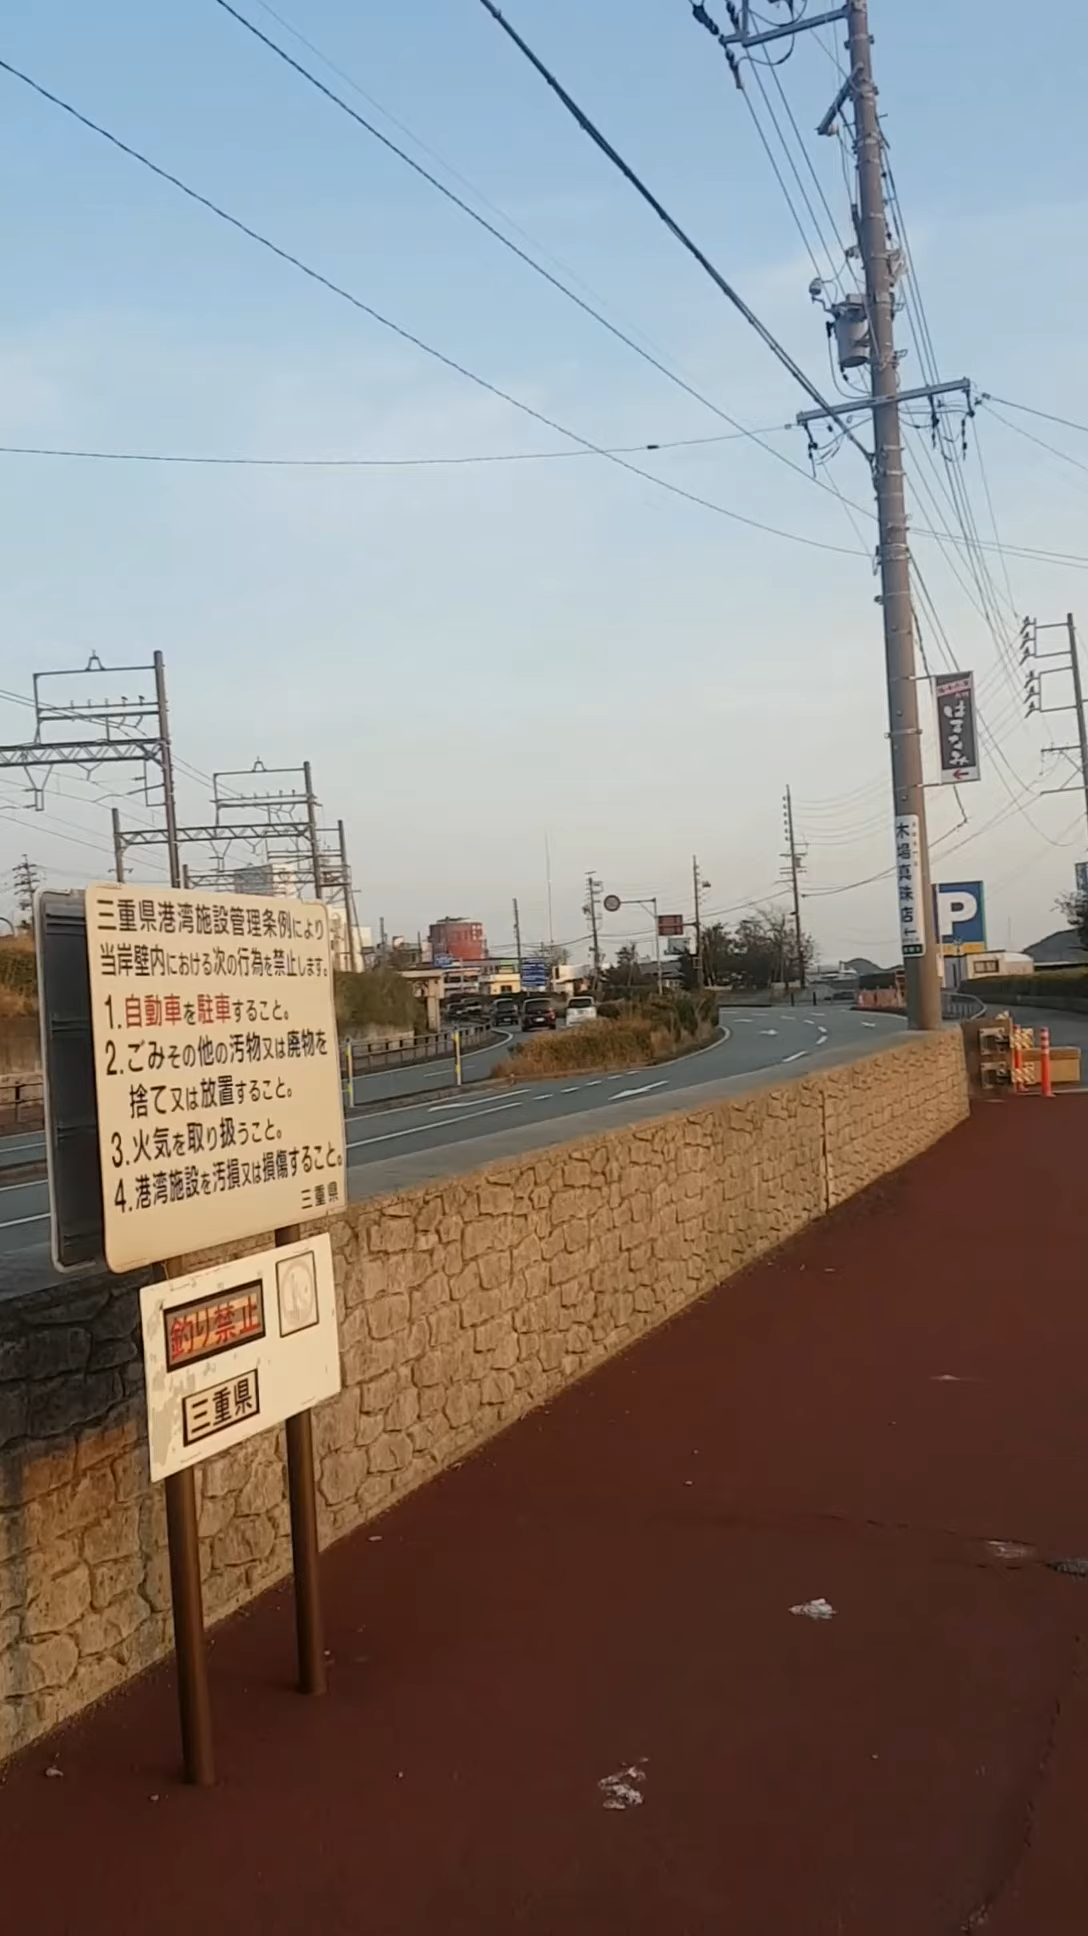 三重県港湾施設管理条例により
当岸壁内における次の行為を禁止します。
1.自動車を駐車すること。
2.ごみその他の汚物又は廃物を
捨て又は放置すること。
3.火気を取り扱うこと。
4.港湾施設を汚損又は損傷すること。
三重県
釣り禁止
三重県
木場真珠店
P